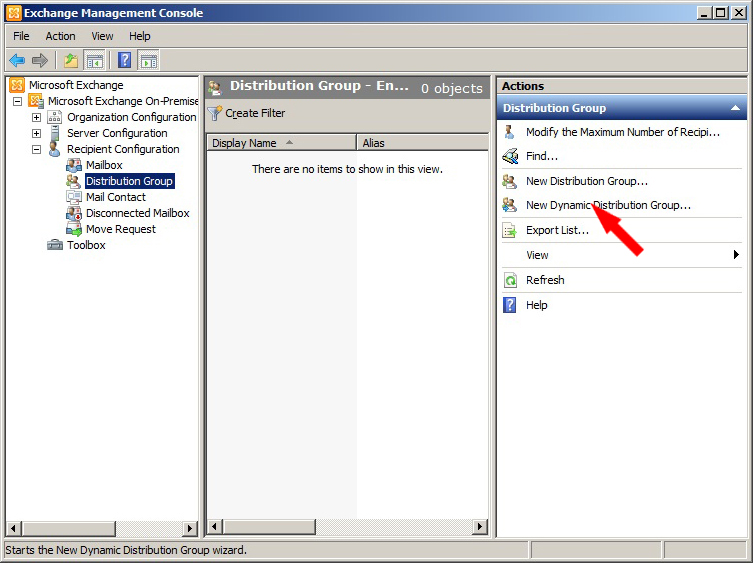 Exchange Management Console
File Action View Help
Microsoft Exchange
Microsoft Exchange On-Premise
Organization Configuration
Server Configuration
Recipient Configuration
Mailbox
Distribution Group
Mail Contact
Disconnected Mailbox
Move Request
Toolbox
Distribution Group - En... 0 objects
Create Filter
Display Name Alias
There are no items to show in this view.
Actions
Distribution Group
Modify the Maximum Number of Recipi...
Find...
New Distribution Group...
New Dynamic Distribution Group...
Export List...
View
Refresh
Help
Starts the New Dynamic Distribution Group wizard.